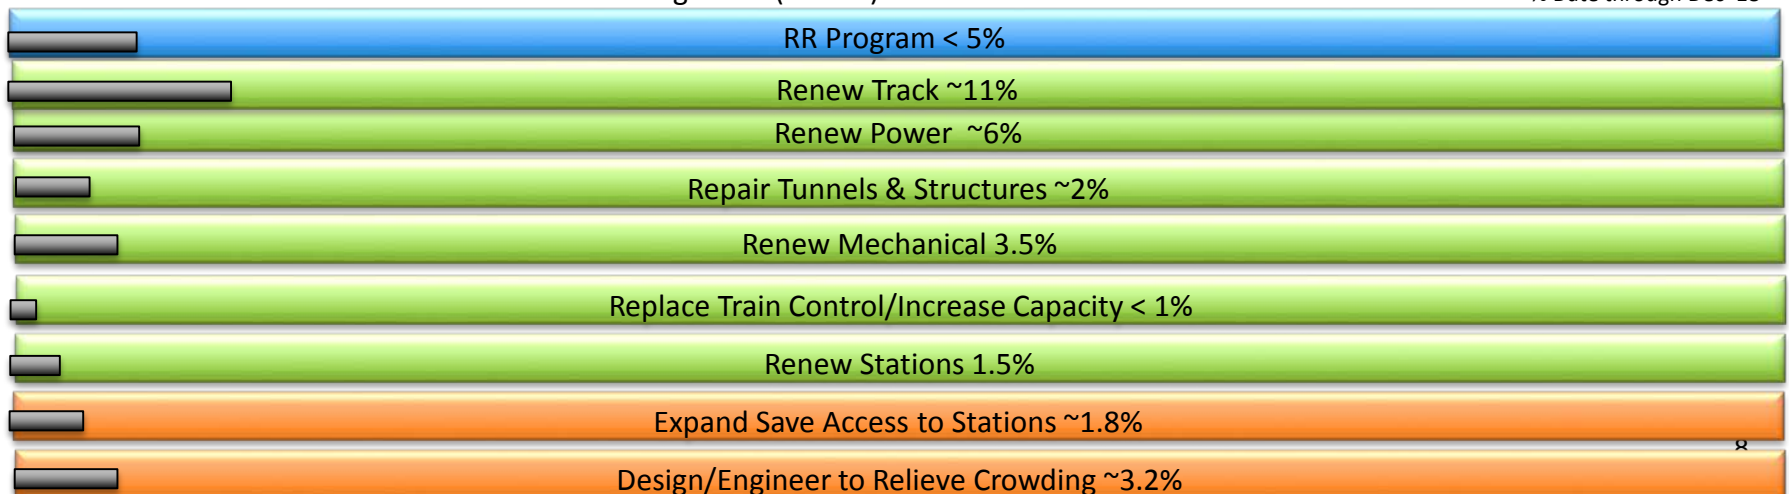 RR Program < 5%
Renew Track ~11%
Renew Power ~6%
Repair Tunnels & Structures ~2%
Renew Mechanical 3.5%
Replace Train Control/Increase Capacity < 1%
Renew Stations 1.5%
Expand Save Access to Stations ~1.8%
Design/Engineer to Relieve Crowding ~3.2%